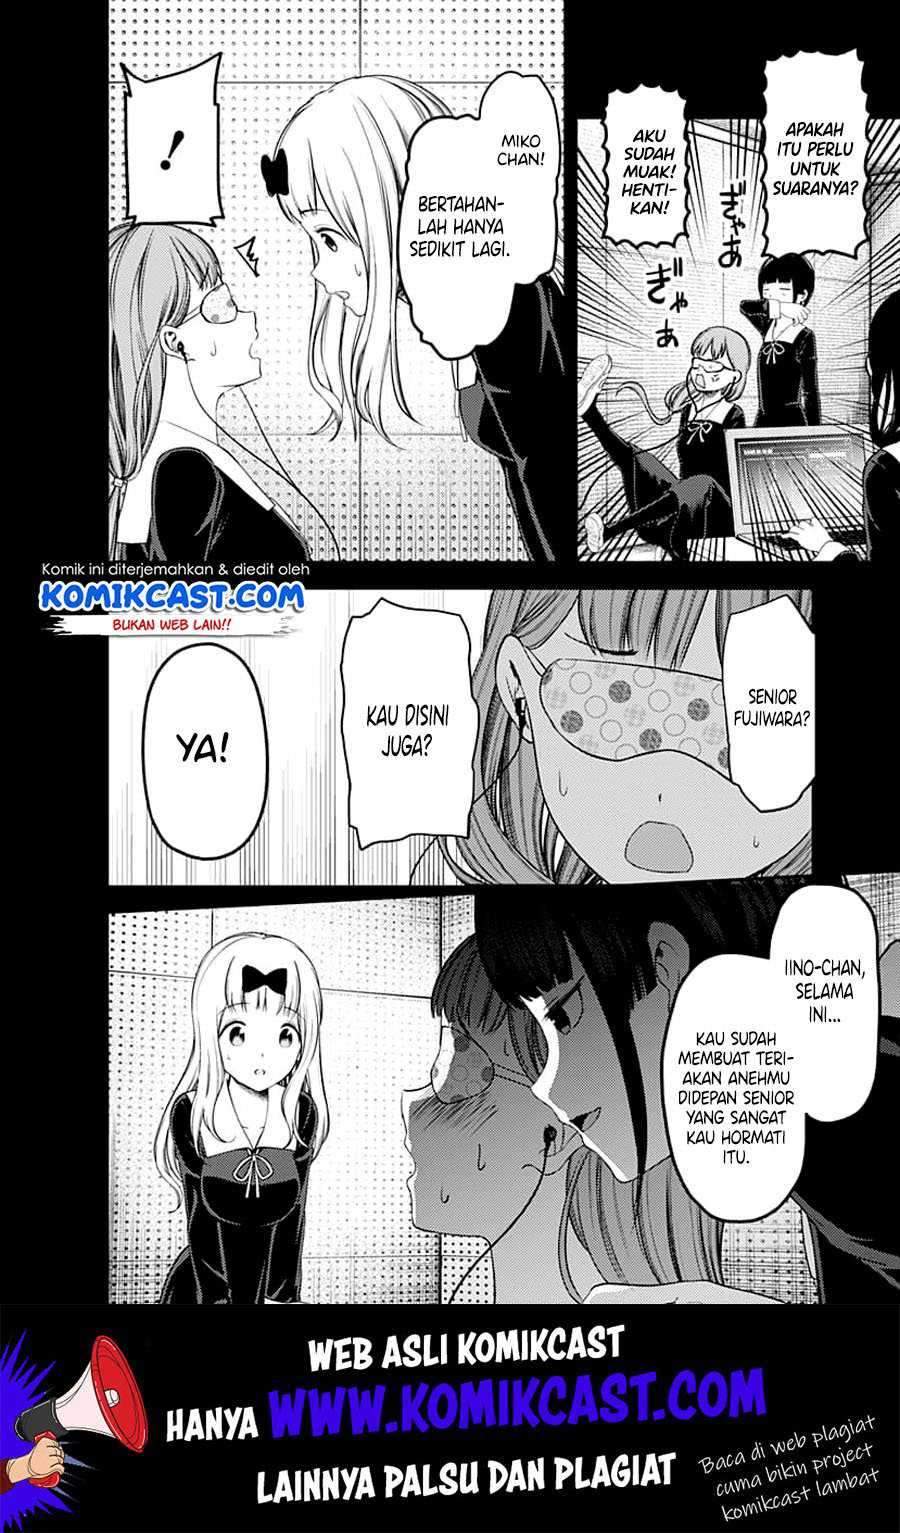 APAKAH
ITU PERLU
UNTUK
SUARANYA?
AKU
SUDAH
MUAK!
HENTI-
KAN!
ぎゃあ
ぎゃあ
MIKO
CHAN!
BERTAHAN-
LAH HANYA
SEDIKIT LAGI.
!
Komik ini diterjemahkan & diedit oleh
KOMIKCAST.COM
BUKAN WEB LAIN!!
SENIOR
FUJIWARA?
KAU DISINI
JUGA?
YA!
IINO-CHAN,
SELAMA
INI...
KAU SUDAH
MEMBUAT TERI-
AKAN ANEHMU
DIDEPAN SENIOR
YANG SANGAT
KAU HORMATI
ITU.
WEB ASLI KOMIKCAST
HANYA WWW.KOMIKCAST.COM
LAINNYA PALSU DAN PLAGIAT
Baca di web plagiat
cuma bikin project
komikcast lambat